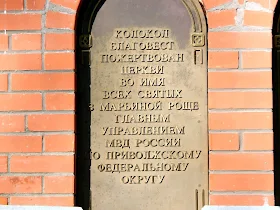 КОЛОКОЛ
БЛАГОВЕСТ
ПОЖЕРТВОВАН
ЦЕРКВИ
ВО ИМЯ
ВСЕХ СВЯТЫХ
В МАРЬИНОЙ РОЩЕ
ГЛАВНЫМ
УПРАВЛЕНИЕМ
МВД РОССИИ
ПО ПРИВОЛЖСКОМУ
ФЕДЕРАЛЬНОМУ
ОКРУГУ